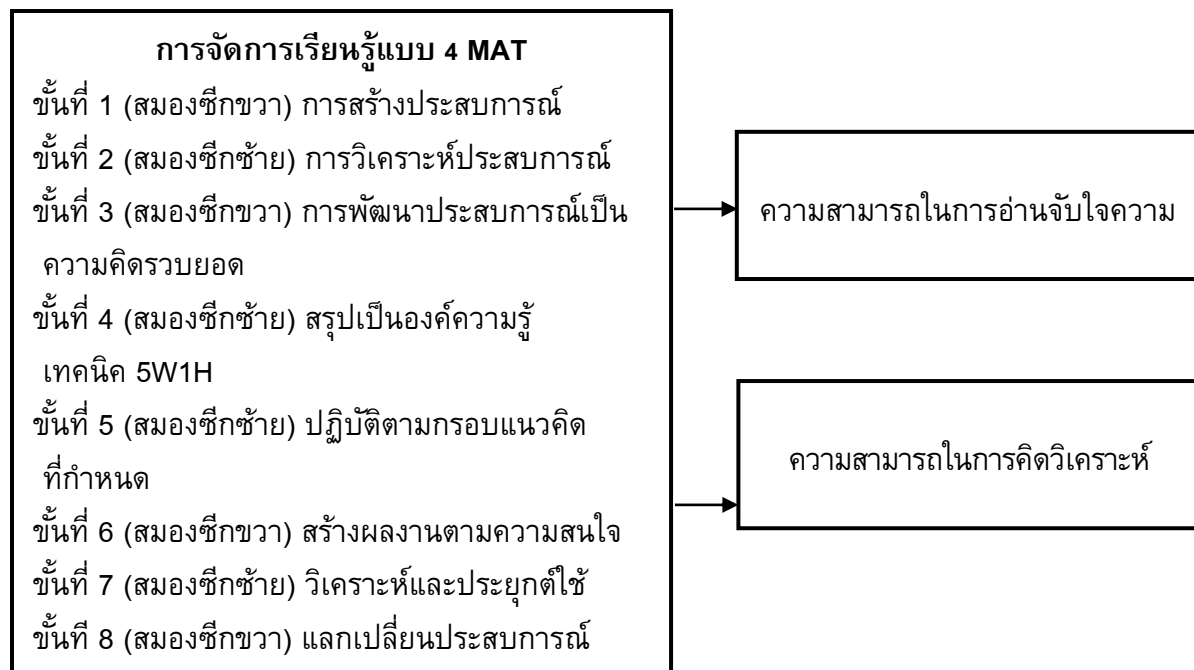 การจัดการเรียนรู้แบบ 4 MAT
ขั้นที่ 1 (สมองซีกขวา) การสร้างประสบการณ์
ขั้นที่ 2 (สมองซีกซ้าย) การวิเคราะห์ประสบการณ์
ขั้นที่ 3 (สมองซีกขวา) การพัฒนาประสบการณ์เป็น
ความคิดรวบยอด
ขั้นที่ 4 (สมองซีกซ้าย) สรุปเป็นองค์ความรู้
เทคนิค 5W1H
ขั้นที่ 5 (สมองซีกซ้าย) ปฏิบัติตามกรอบแนวคิด
ที่กำหนด
ขั้นที่ 6 (สมองซีกขวา) สร้างผลงานตามความสนใจ
ขั้นที่ 7 (สมองซีกซ้าย) วิเคราะห์และประยุกต์ใช้
ขั้นที 8 (สมองซีกขวา) แลกเปลี่ยนประสบการณ์
ความสามารถในการอ่านจับใจความ
ความสามารถในการคิดวิเคราะห์